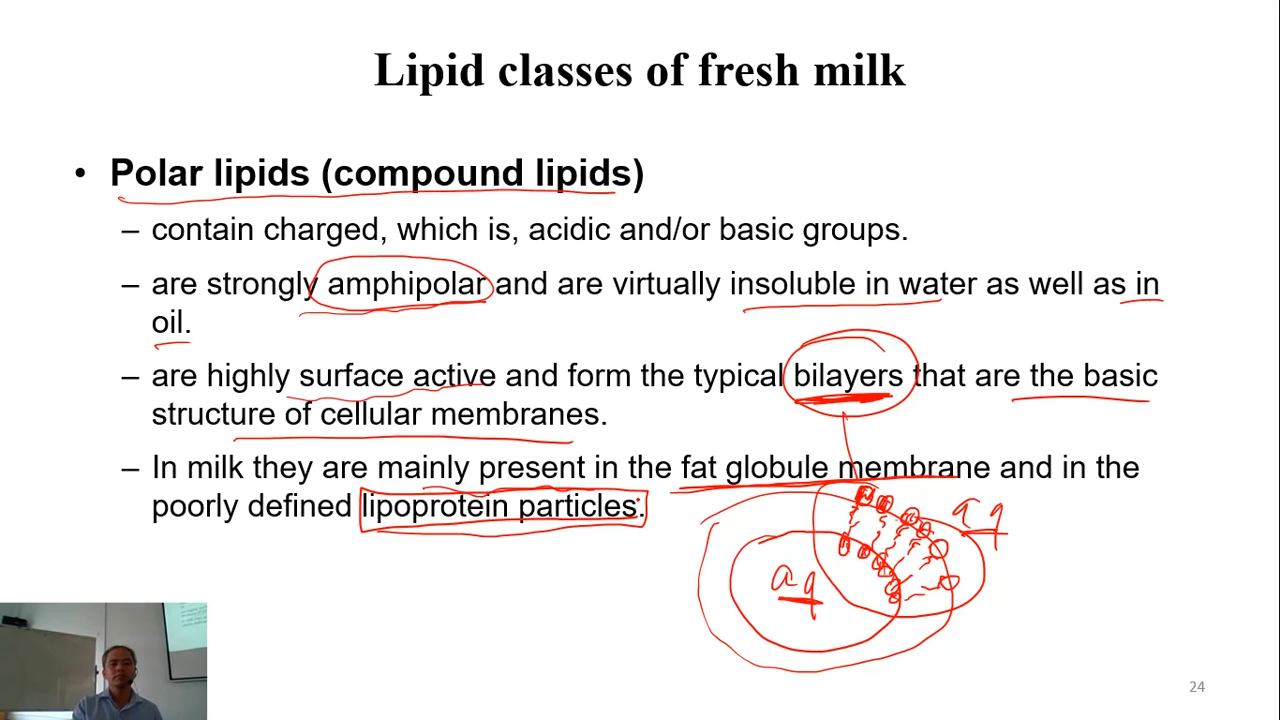 Lipid classes of fresh milk
• Polar lipids (compound lipids)
– contain charged, which is, acidic and/or basic groups.
– are strongly amphipolar and are virtually insoluble in water as well as in
oil.
– are highly surface active and form the typical bilayers that are the basic
structure of cellular membranes.
– In milk they are mainly present in the fat globule membrane and in the
poorly defined lipoprotein particles.
aq
aq
24